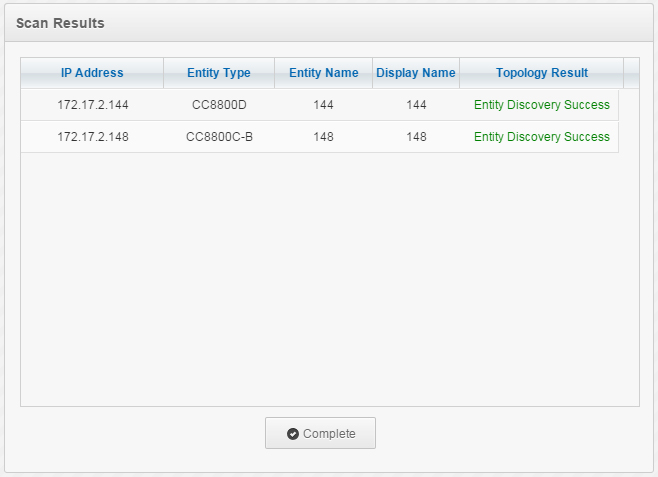 Scan Results
IP Address Entity Type Entity Name Display Name Topology Result
172.17.2.144 CC8800D 144 144 Entity Discovery Success
172.17.2.148 CC8800C-B 148 148 Entity Discovery Success
Complete